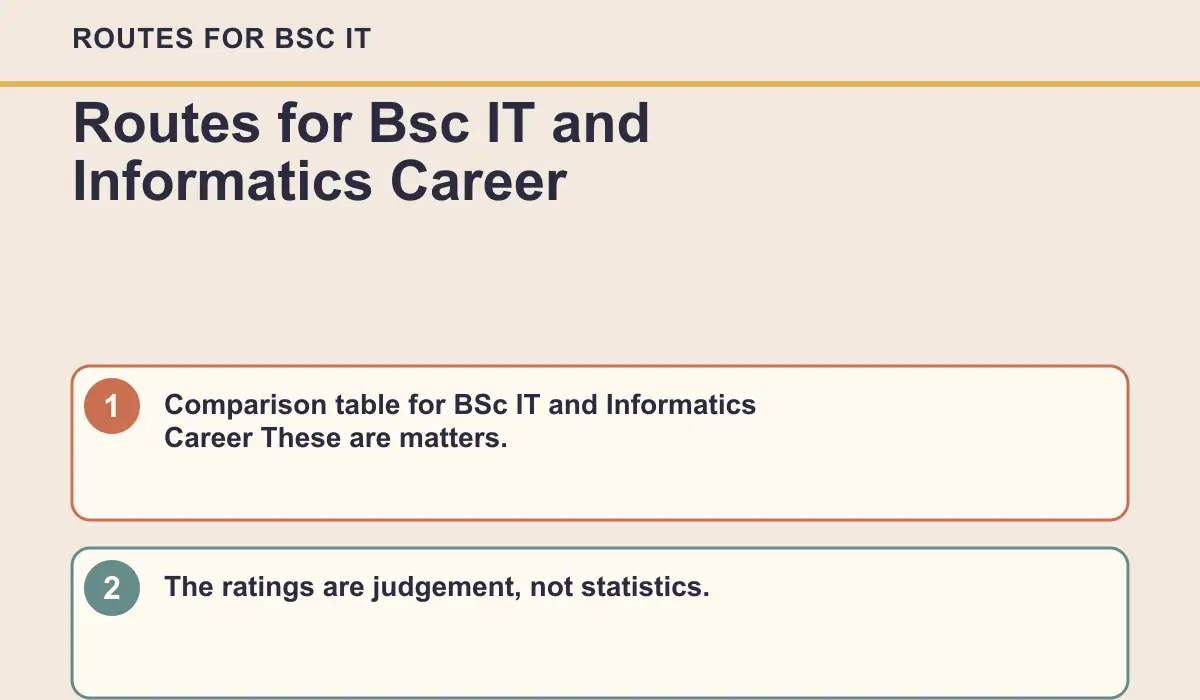 ROUTES FOR BSC IT
Routes for Bsc IT and
Informatics Career
1
Comparison table for BSc IT and Informatics
Career These are matters.
2
The ratings are judgement, not statistics.